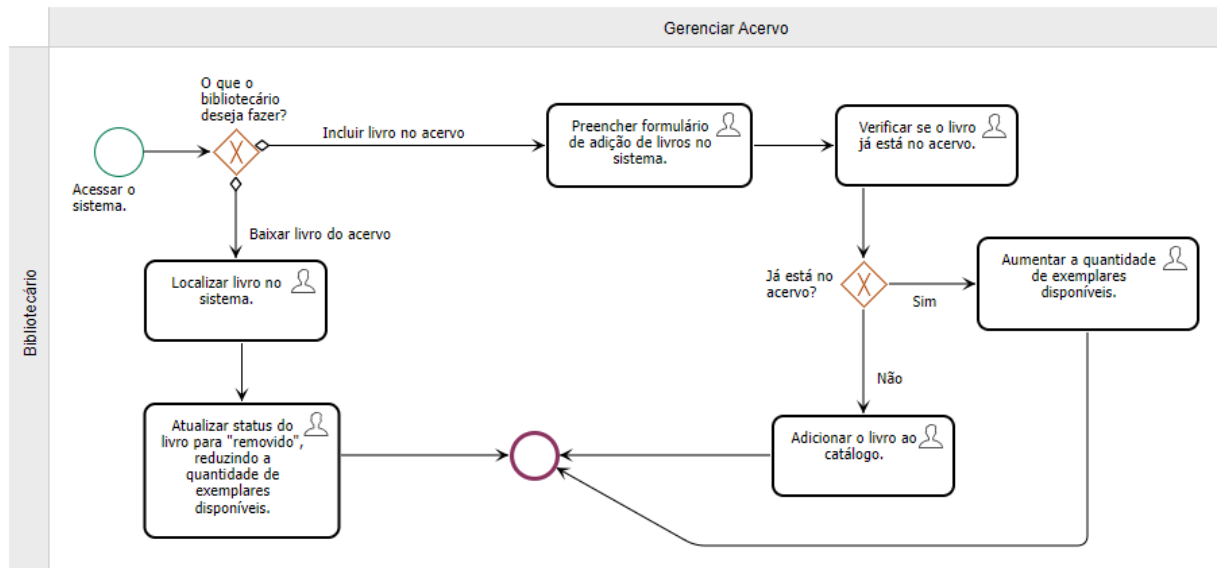 Gerenciar Acervo
Bibliotecário
O que o
bibliotecário
deseja fazer?
Acessar o
sistema.
Incluir livro no acervo
Preencher formulário
de adição de livros no
sistema.
Verificar se o livro
já está no acervo.
Baixar livro do acervo
Localizar livro no
sistema.
Já está no
acervo?
Sim
Aumentar a quantidade
de exemplares
disponíveis.
Não
Atualizar status do
livro para "removido",
reduzindo a
quantidade de
exemplares
disponíveis.
Adicionar o livro ao
catálogo.